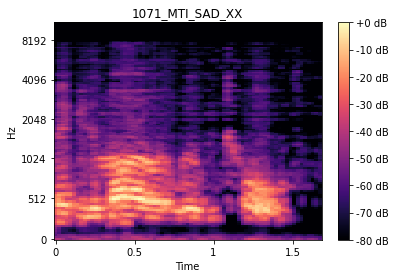 1071_MTI_SAD_XX
8192
4096
2048
1024
512
0
Hz
0
0.5
1
1.5
Time
+0 dB
-10 dB
-20 dB
-30 dB
-40 dB
-50 dB
-60 dB
-70 dB
-80 dB